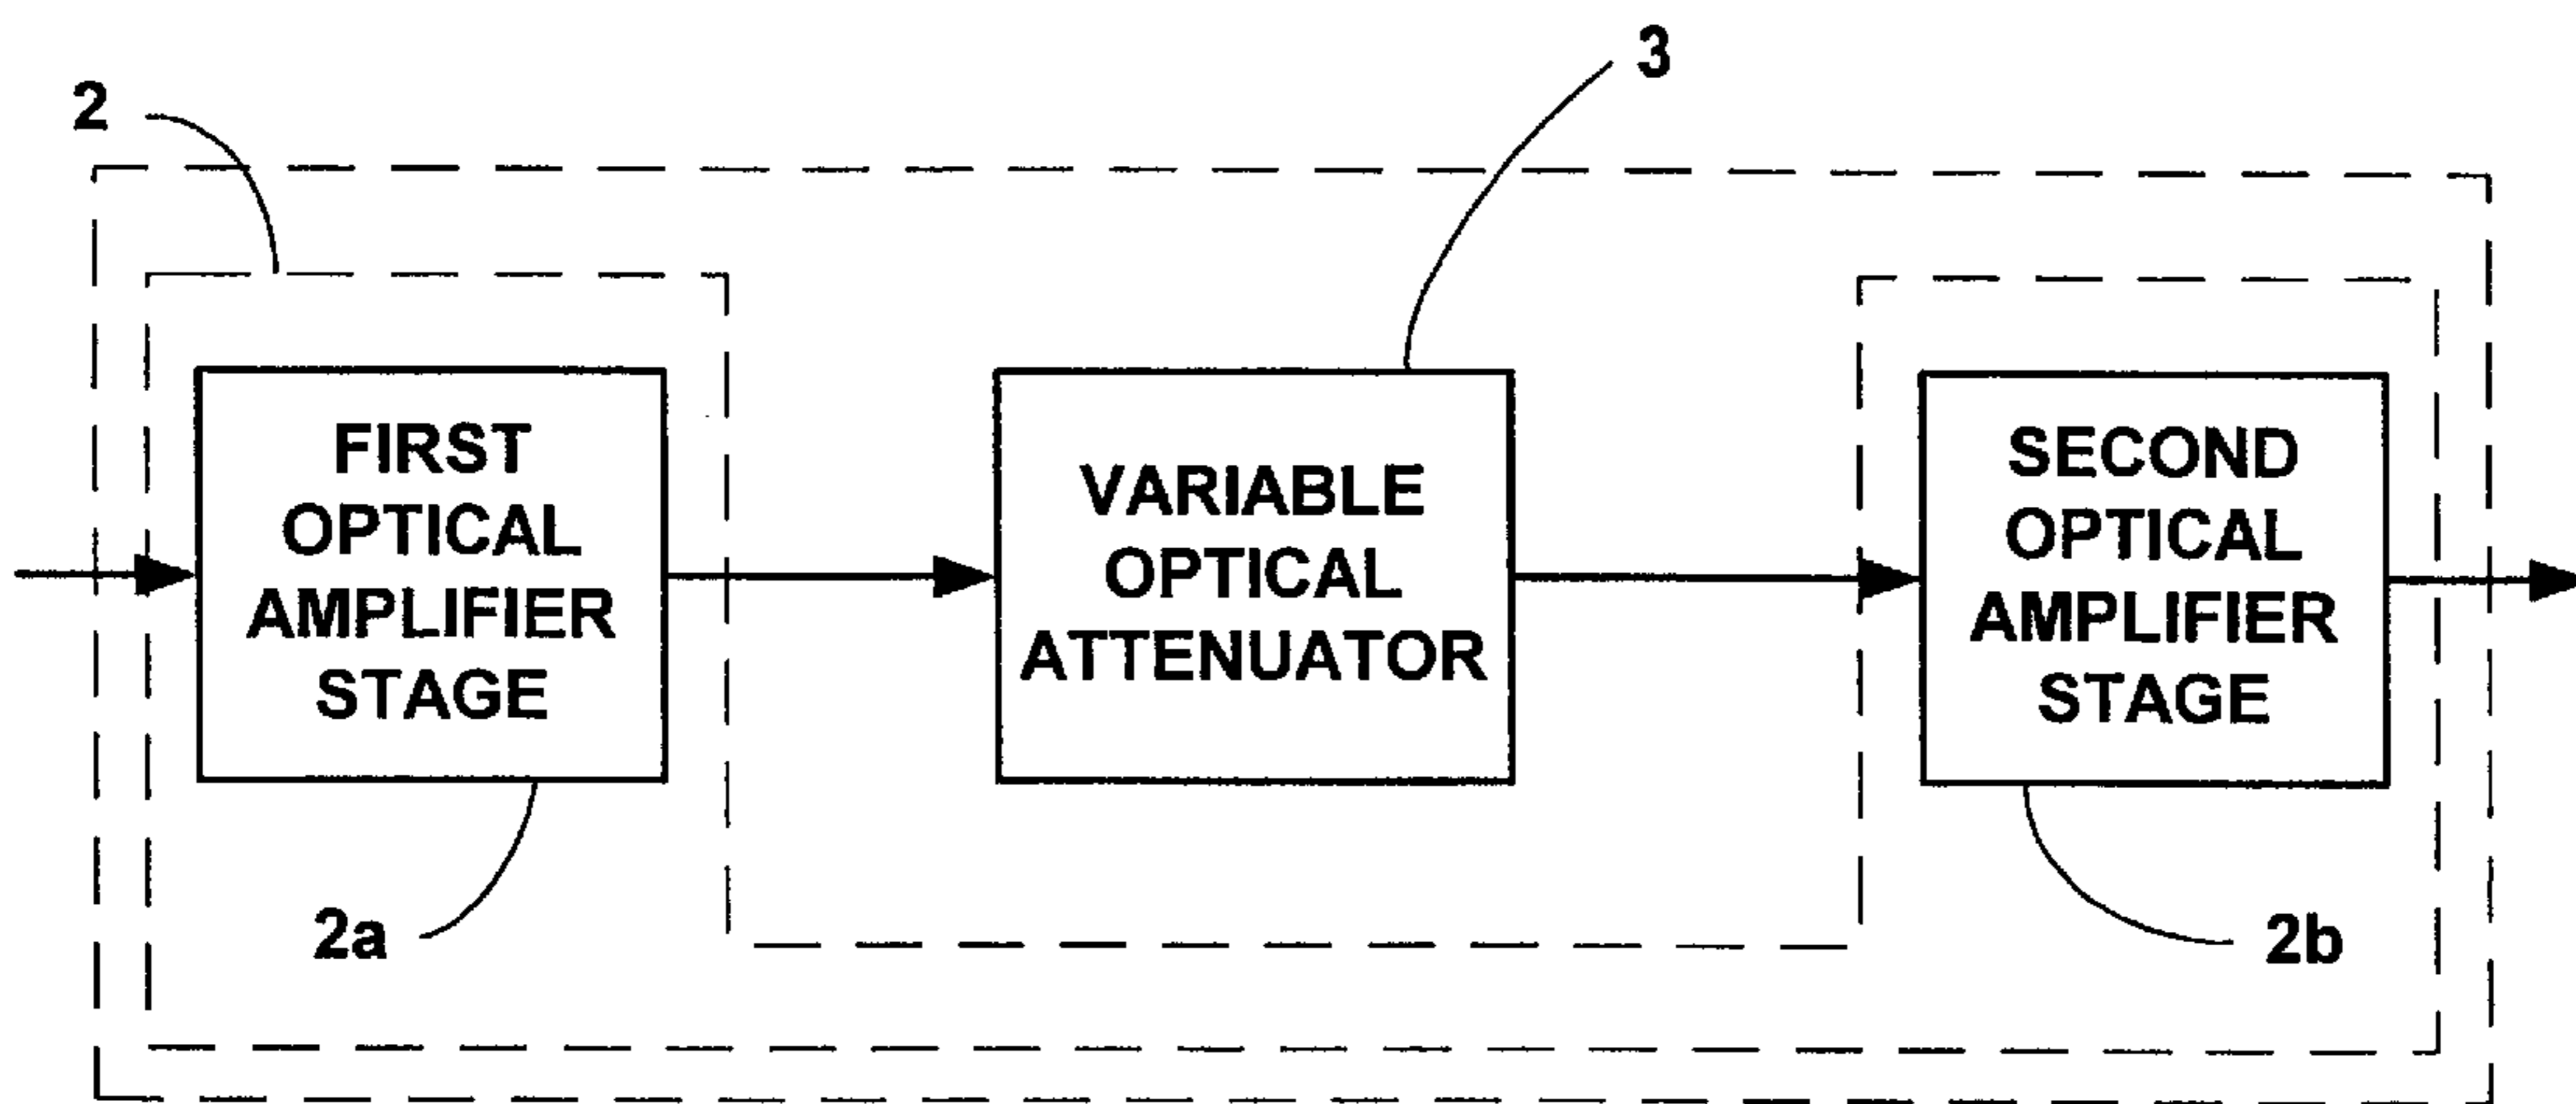 3
2
FIRST
OPTICAL
AMPLIFIER
STAGE
VARIABLE
OPTICAL
ATTENUATOR
SECOND
OPTICAL
AMPLIFIER
STAGE
2a
2b